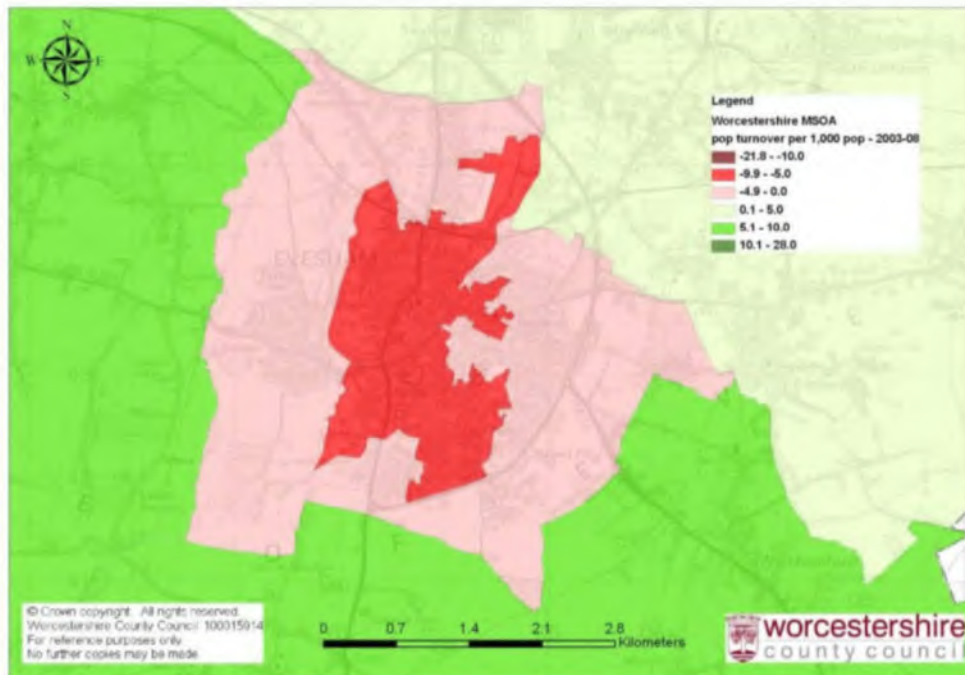 N
W E
S
Legend
Worcestershire MSOA
pop turnover per 1,000 pop - 2003-08
-21.8 - -10.0
-9.9 - -5.0
-4.9 - 0.0
0.1 - 5.0
5.1 - 10.0
10.1 - 28.0
EVESHAM
© Crown copyright. All rights reserved.
Worcestershire County Council 100015914
For reference purposes only.
No further copies may be made.
0 0.7 1.4 2.1 2.8
Kilometers
worcestershire
county council